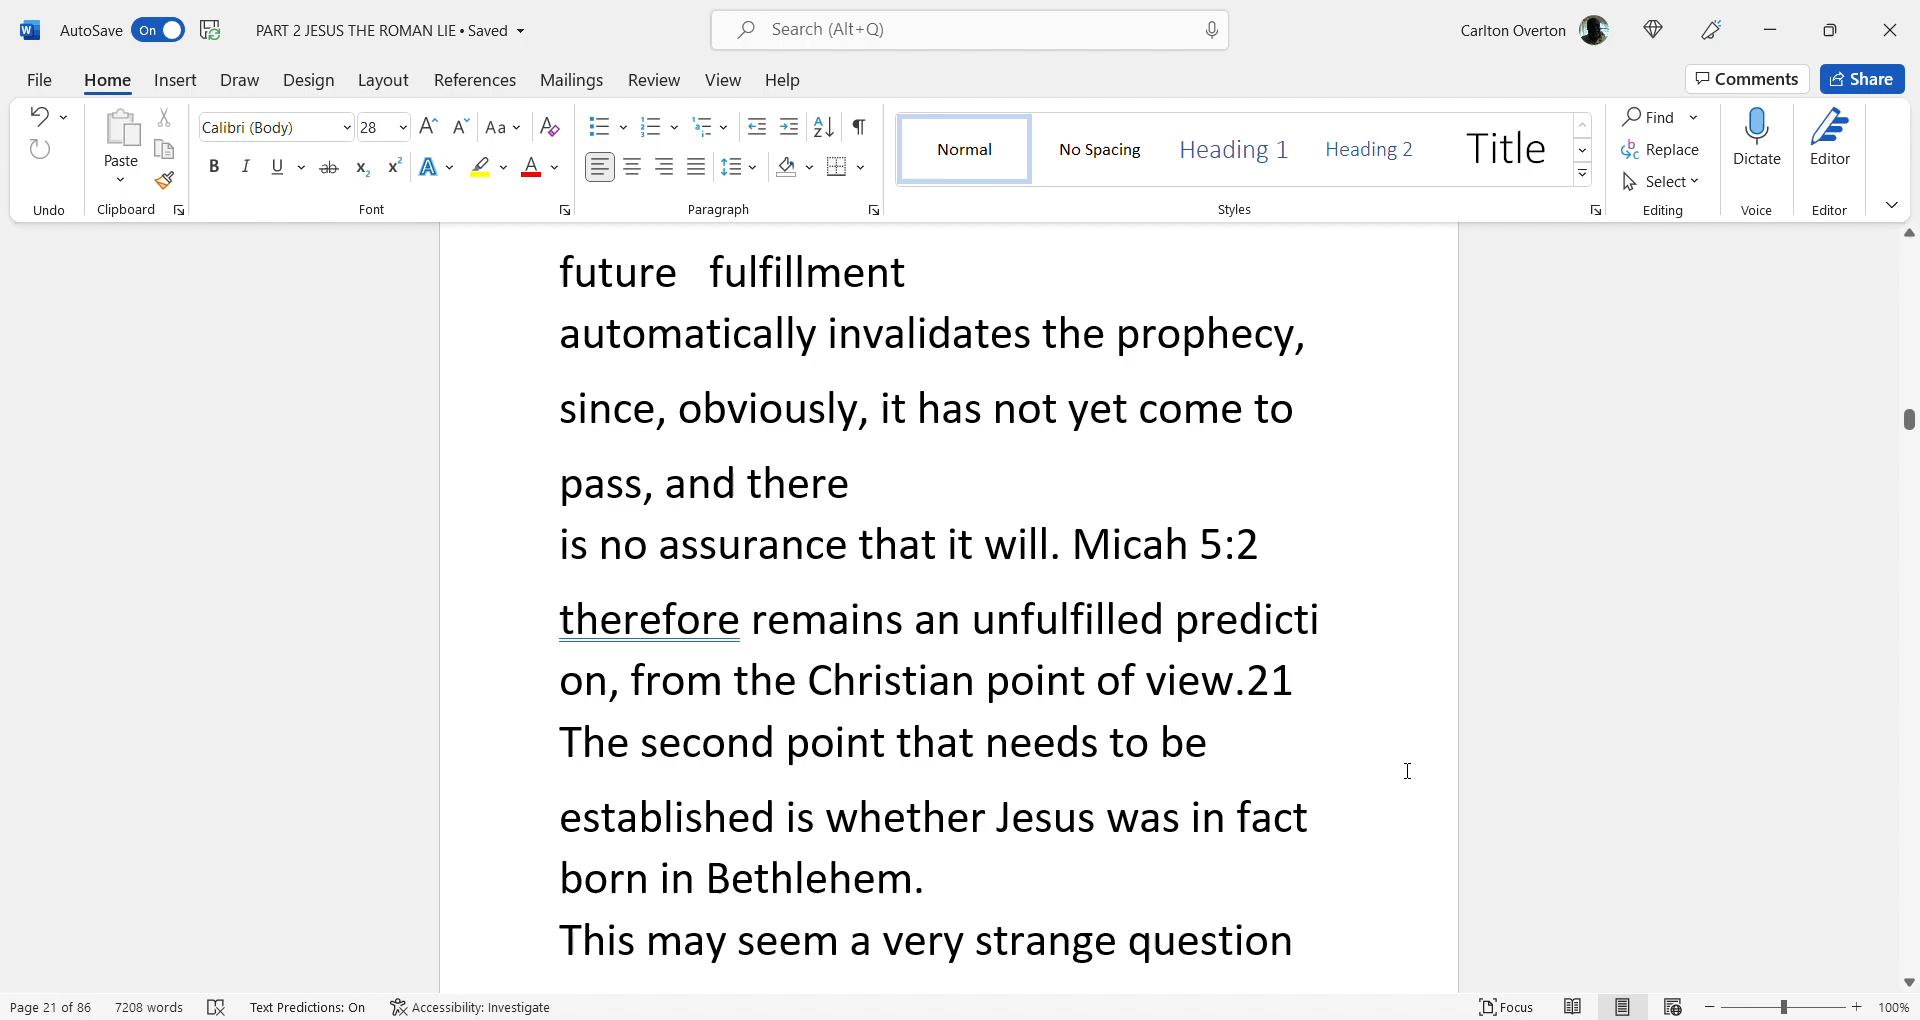 AutoSave On PART 2 JESUS THE ROMAN LIE • Saved Search (Alt+Q) Carlton Overton
File Home Insert Draw Design Layout References Mailings Review View Help Comments Share
Calibri (Body) 28 Aa Find
Paste B I U ab x2 x2 A A Normal No Spacing Heading 1 Heading 2 Title Replace Dictate Editor
Select
Undo Clipboard Font Paragraph Styles Editing Voice Editor
future fulfillment
automatically invalidates the prophecy,
since, obviously, it has not yet come to
pass, and there
is no assurance that it will. Micah 5:2
therefore remains an unfulfilled predicti
on, from the Christian point of view.21
The second point that needs to be
established is whether Jesus was in fact
born in Bethlehem.
This may seem a very strange question
Page 21 of 86 7208 words Text Predictions: On Accessibility: Investigate Focus 100%